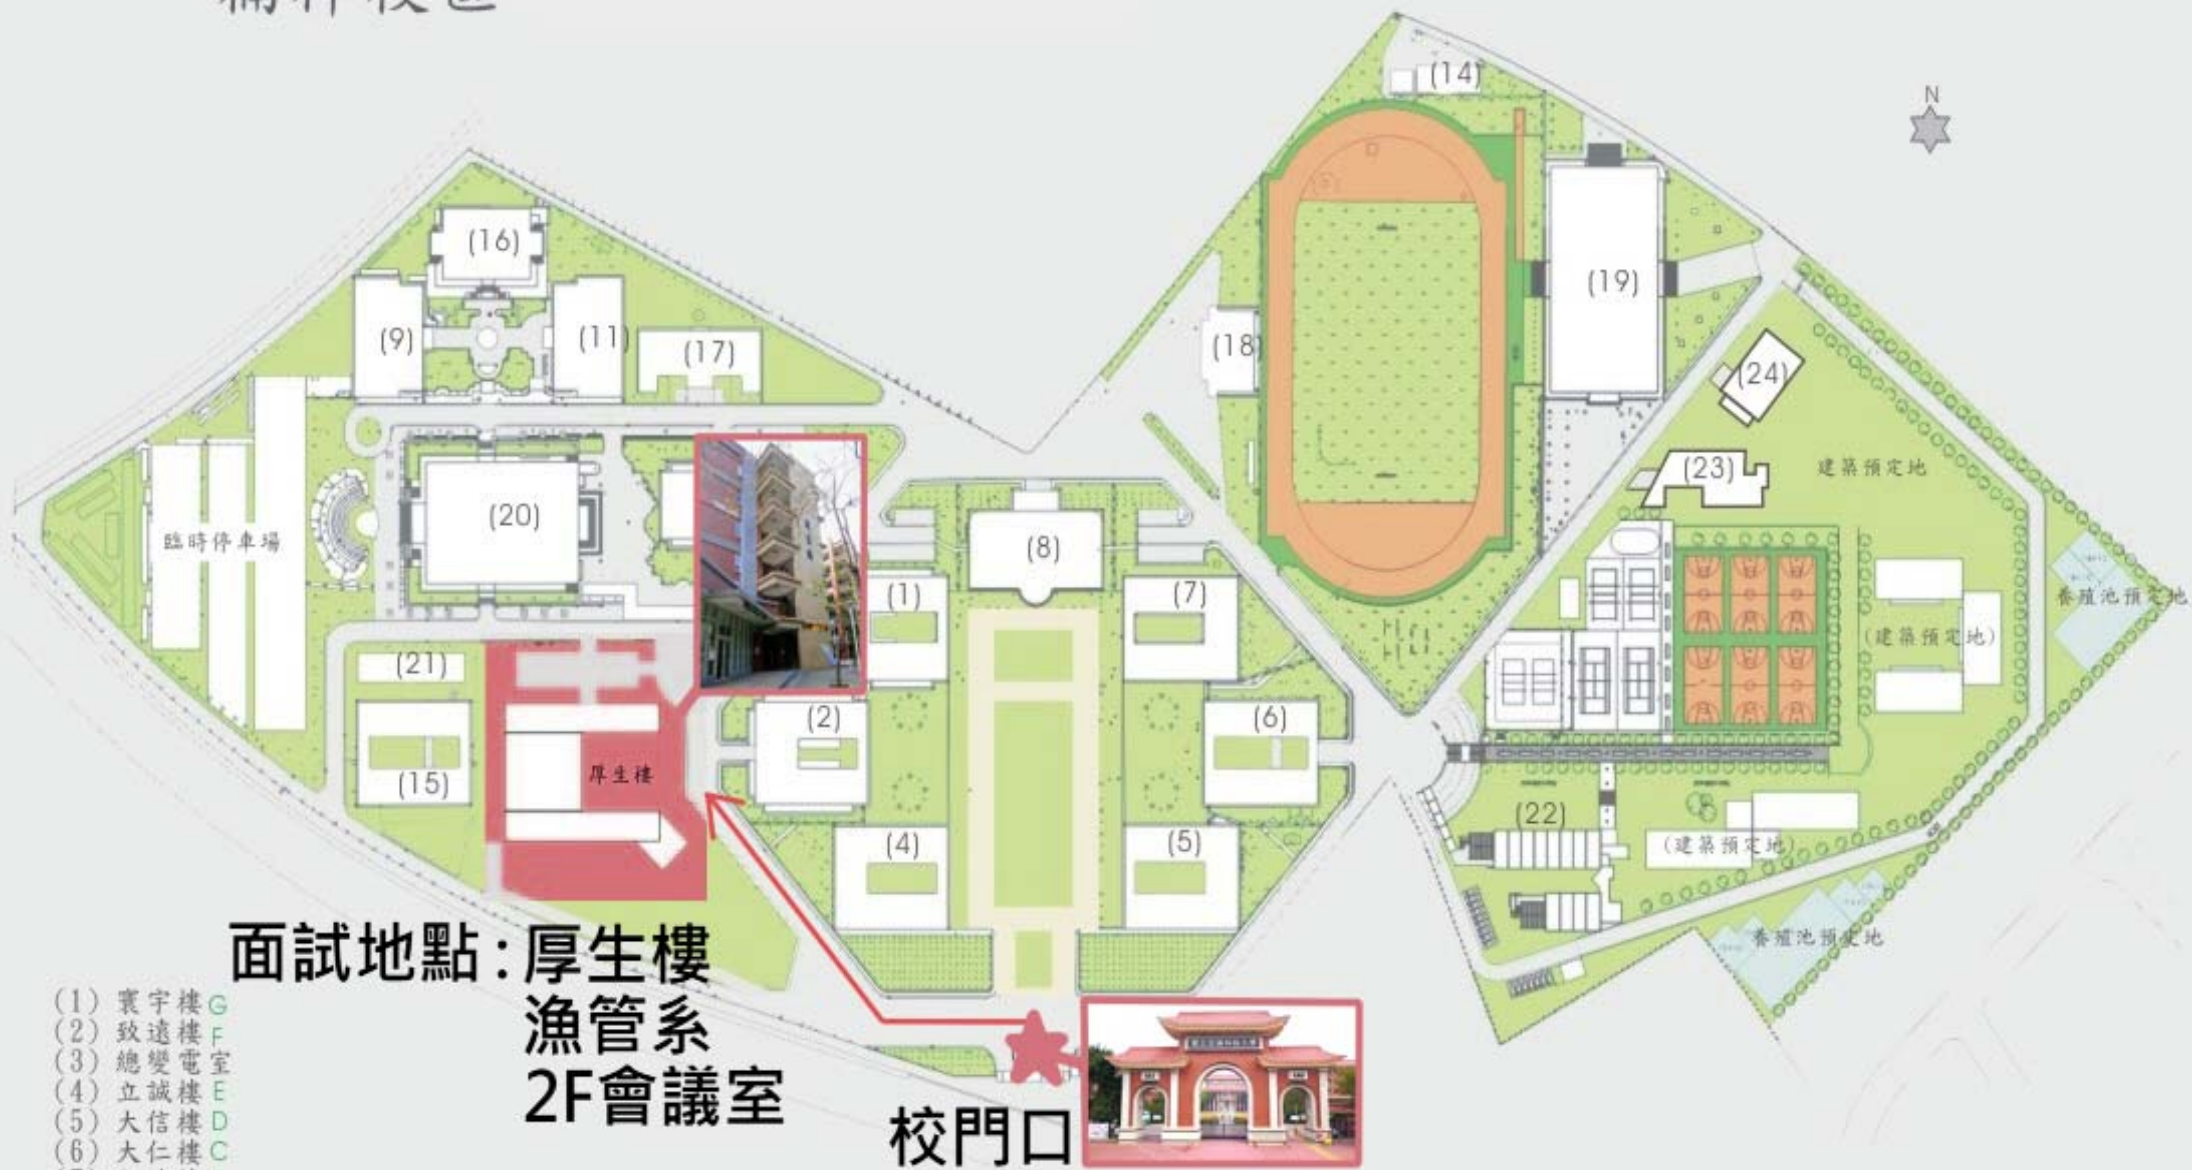 楠梓校區
(14)
N
(16)
(19)
(9)
(11)
(17)
(18)
(24)
(23)
建築預定地
(20)
臨時停車場
(8)
(1)
(7)
養殖池預定地
(建築預定地)
(21)
(2)
(6)
厚生樓
(15)
(22)
(4)
(5)
(建築預定地)
養殖池預定地
面試地點:厚生樓
漁管系
2F會議室
校門口
(1) 寰宇樓 G
(2) 致遠樓 F
(3) 總變電室
(4) 立誠樓 E
(5) 大信樓 D
(6) 大仁樓 C